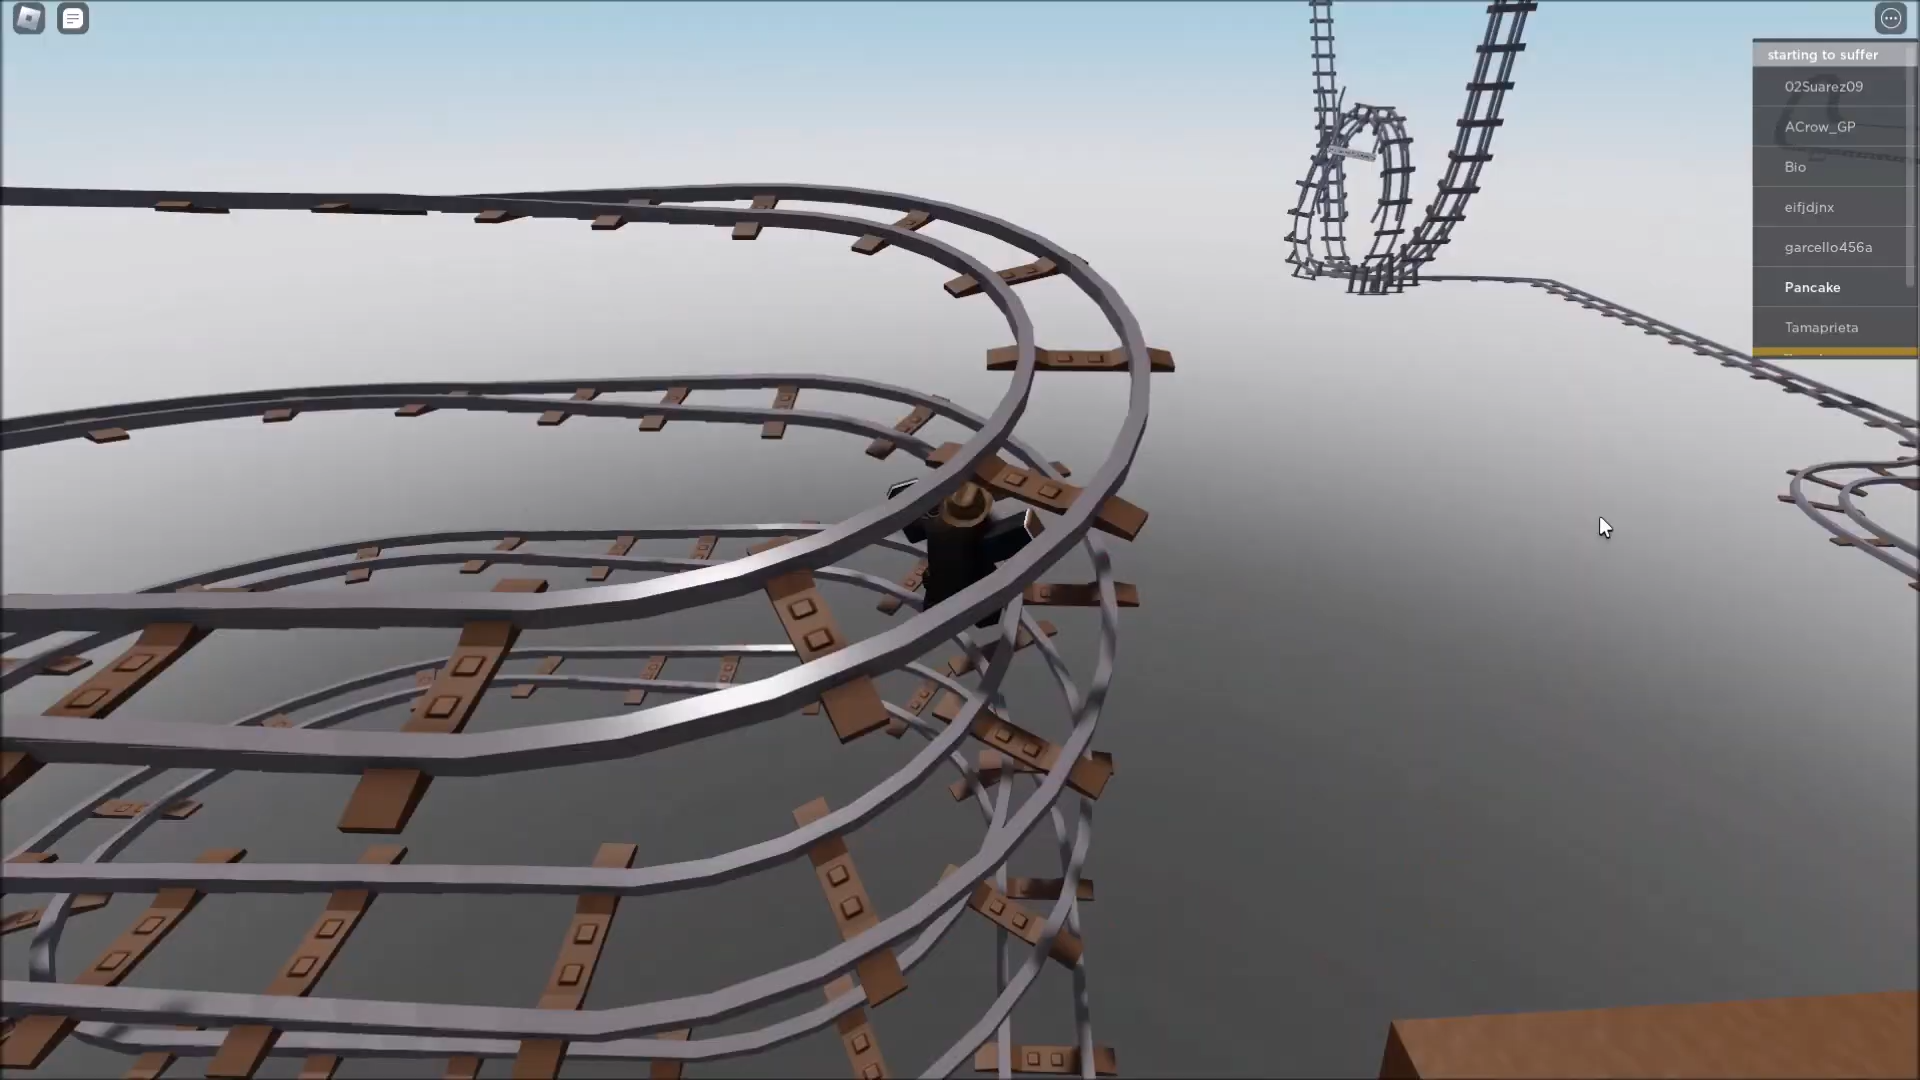 starting to suffer
02Suarez09
ACrow_GP
Bio
eifjdjnx
garcello456a
Pancake
Tamaprieta